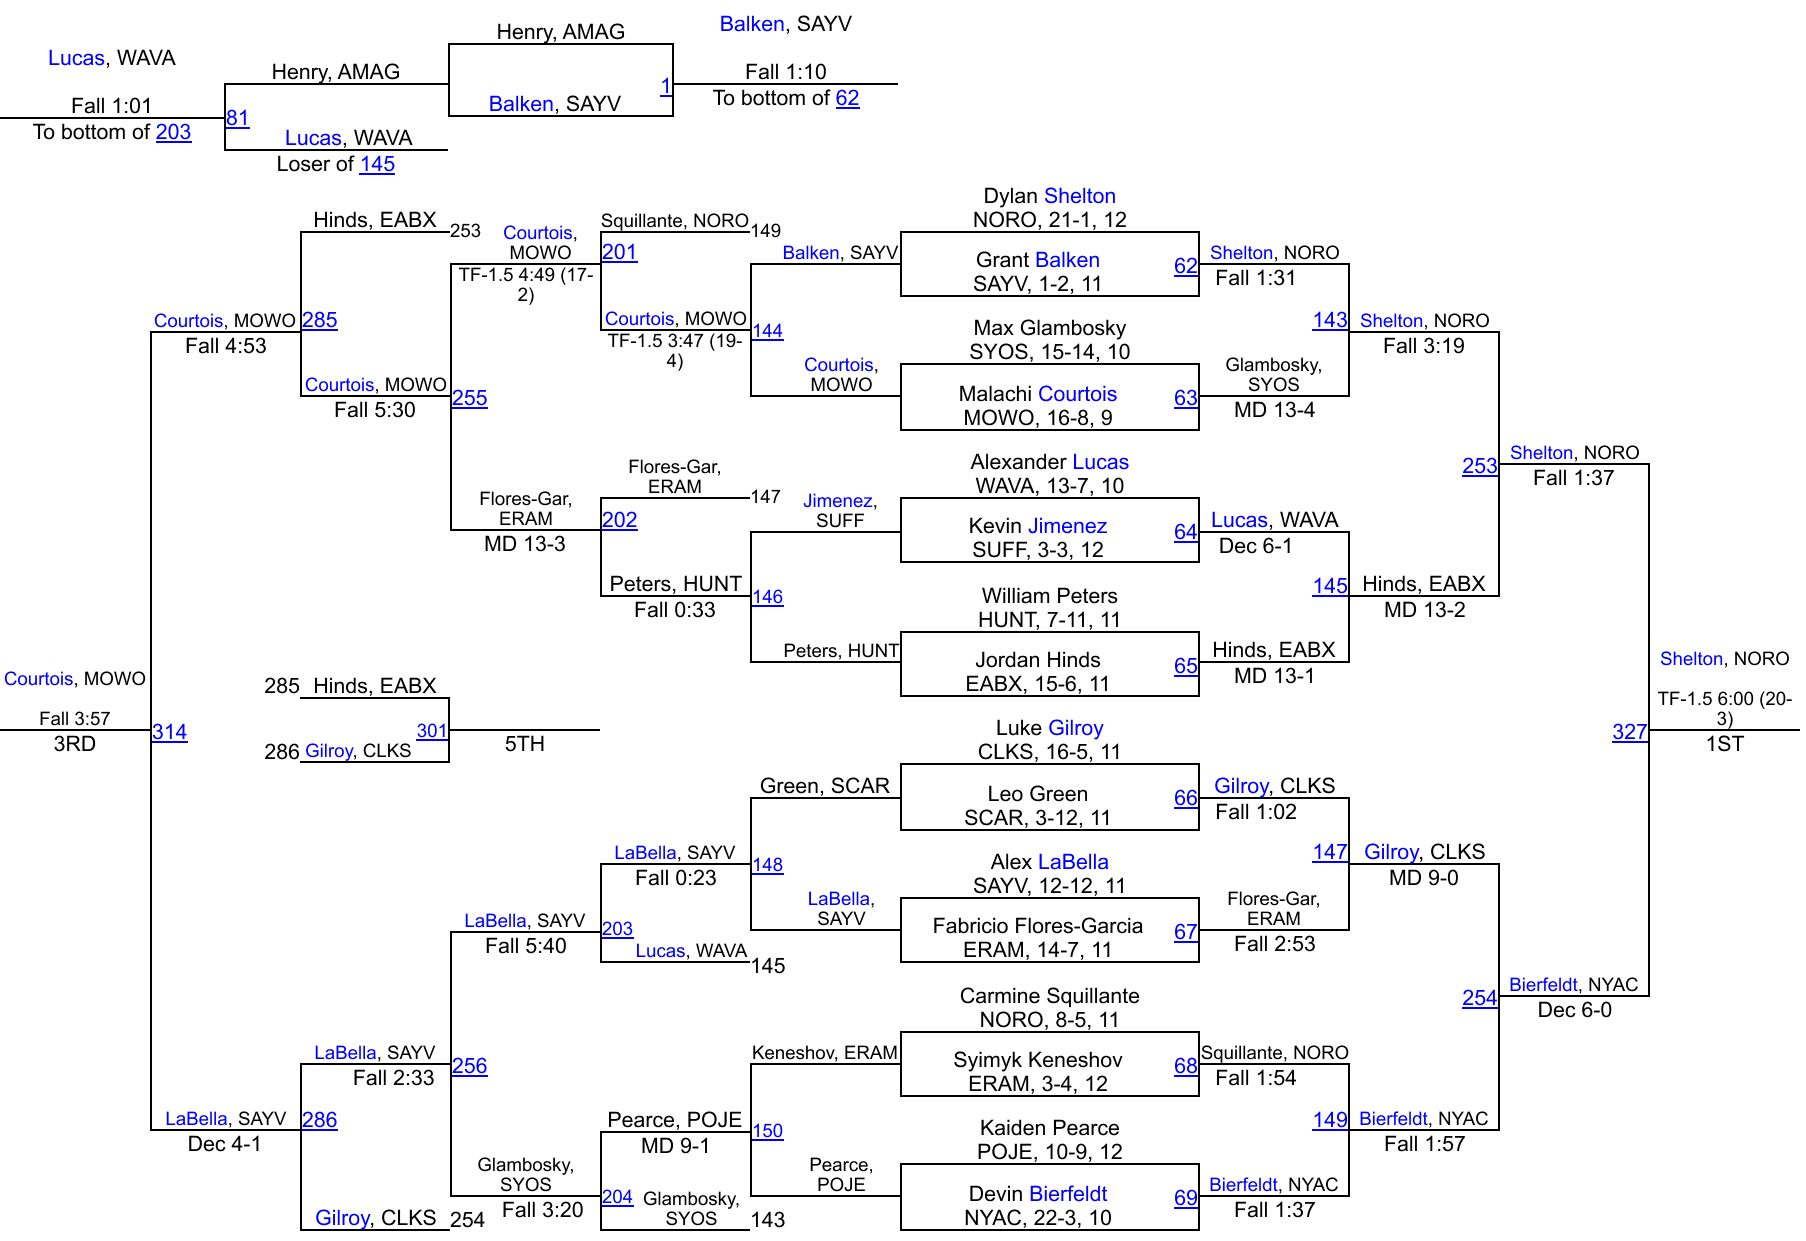 Balken, SAYV
Henry, AMAG
Lucas, WAVA
Henry, AMAG
Fall 1:10
1
Balken, SAYV
To bottom of 62
Fall 1:01
81
To bottom of 203
Lucas, WAVA
Loser of 145
Dylan Shelton
NORO, 21-1, 12
Hinds, EABX
253
Courtois,
MOWO
TF-1.5 4:49 (17-
2)
Squillante, NORO
149
201
Balken, SAYV
Grant Balken
SAYV, 1-2, 11
62
Shelton, NORO
Fall 1:31
Courtois, MOWO
Fall 4:53
285
Courtois, MOWO
TF-1.5 3:47 (19-
4)
144
Max Glambosky
SYOS, 15-14, 10
143
Shelton, NORO
Fall 3:19
Courtois, MOWO
Fall 5:30
255
Courtois,
MOWO
Malachi Courtois
MOWO, 16-8, 9
63
Glambosky,
SYOS
MD 13-4
Alexander Lucas
WAVA, 13-7, 10
253
Shelton, NORO
Fall 1:37
Flores-Gar,
ERAM
147
Flores-Gar,
ERAM
MD 13-3
202
Jimenez,
SUFF
Kevin Jimenez
SUFF, 3-3, 12
64
Lucas, WAVA
Dec 6-1
Peters, HUNT
Fall 0:33
146
William Peters
HUNT, 7-11, 11
145
Hinds, EABX
MD 13-2
Peters, HUNT
Jordan Hinds
EABX, 15-6, 11
65
Hinds, EABX
MD 13-1
Courtois, MOWO
Fall 3:57
3RD
314
285
Hinds, EABX
301
5TH
286
Gilroy, CLKS
Shelton, NORO
TF-1.5 6:00 (20-
3)
327
1ST
Luke Gilroy
CLKS, 16-5, 11
Green, SCAR
Leo Green
SCAR, 3-12, 11
66
Gilroy, CLKS
Fall 1:02
LaBella, SAYV
Fall 0:23
148
Alex LaBella
SAYV, 12-12, 11
147
Gilroy, CLKS
MD 9-0
LaBella, SAYV
Fall 5:40
203
LaBella,
SAYV
Fabricio Flores-Garcia
ERAM, 14-7, 11
67
Flores-Gar,
ERAM
Fall 2:53
Lucas, WAVA
145
Carmine Squillante
NORO, 8-5, 11
254
Bierfeldt, NYAC
Dec 6-0
LaBella, SAYV
Fall 2:33
256
Keneshov, ERAM
Syimyk Keneshov
ERAM, 3-4, 12
68
Squillante, NORO
Fall 1:54
LaBella, SAYV
Dec 4-1
286
Pearce, POJE
MD 9-1
150
Kaiden Pearce
POJE, 10-9, 12
149
Bierfeldt, NYAC
Fall 1:57
Glambosky,
SYOS
Fall 3:20
204
Pearce,
POJE
Devin Bierfeldt
NYAC, 22-3, 10
69
Bierfeldt, NYAC
Fall 1:37
Gilroy, CLKS
254
Glambosky,
SYOS
143